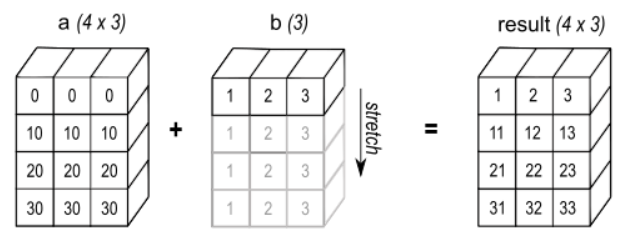 a (4 x 3) b (3) result (4 x 3)
0 0 0 1 2 3 1 2 3
10 10 10 + 1 2 3 stretch = 11 12 13
20 20 20 1 2 3 21 22 23
30 30 30 1 2 3 31 32 33